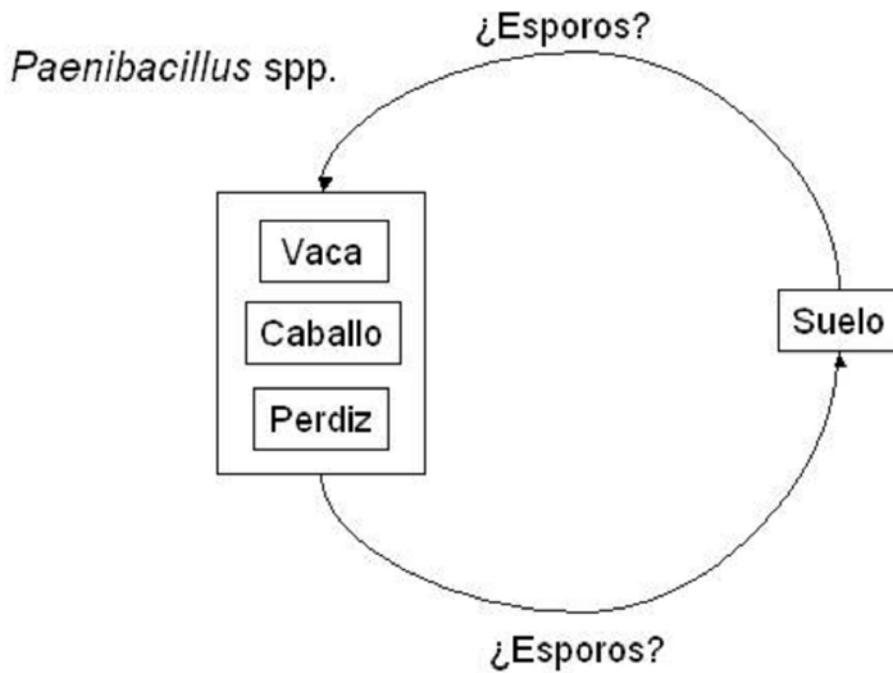 ¿Esporos?
Paenibacillus spp.
Vaca
Caballo
Perdiz
Suelo
¿Esporos?